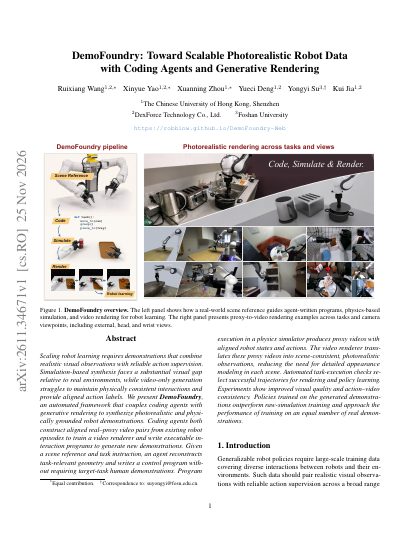 DemoFoundry: Toward Scalable Photorealistic Robot Data
with Coding Agents and Generative Rendering
Ruixiang Wang1,2,*  Xinyue Yao1,2,*  Xuanning Zhou1,*  Yueci Deng1,2  Yongyi Su3,†  Kui Jia1,2
1The Chinese University of Hong Kong, Shenzhen
2DexForce Technology Co., Ltd.  3Foshan University
arXiv:2611.34671v1 [cs.RO] 25 Nov 2026
DemoFoundry pipeline
Photorealistic rendering across tasks and views
Scene Reference
Code
Simulate
Render
Robot learning
Code, Simulate & Render.
Figure 1. DemoFoundry overview. The left panel shows how a real-world scene reference guides agent-written programs, physics-based
simulation, and video rendering for robot learning. The right panel presents proxy-to-video rendering examples across tasks and camera
viewpoints, including external, head, and wrist views.
Abstract
Scaling robot learning requires demonstrations that combine
realistic visual observations with reliable action supervision.
Simulation-based synthesis faces a substantial visual gap
relative to real environments, while video-only generation
struggles to maintain physically consistent interactions and
provide aligned action labels. We present DemoFoundry,
an automated framework that couples coding agents with
generative rendering to synthesize photorealistic and physi-
cally grounded robot demonstrations. Coding agents
both construct aligned real–proxy video pairs from existing robot
episodes to train a video renderer and write executable in-
teraction programs to generate new demonstrations. Given
a scene reference and task instruction, an agent reconstructs
task-relevant geometry and writes a control program with-
out requiring target-task human demonstrations. Program
execution in a physics simulator produces proxy videos with
aligned robot states and actions. The video renderer trans-
lates these proxy videos into scene-consistent, photorealistic
observations, reducing the need for detailed appearance
modeling in each scene. Automated task-execution checks se-
lect successful trajectories for rendering and policy learning.
Experiments show improved visual quality and action–video
consistency. Policies trained on the generated demonstra-
tions outperform raw-simulation training and approach the
performance of training on an equal number of real demon-
strations.
1. Introduction
Generalizable robot policies require large-scale training data
covering diverse interactions between robots and their en-
vironments. Such data should pair realistic visual observa-
tions with reliable action supervision across a broad range
*Equal contribution. †Correspondence to: suyongyi@fosu.edu.cn
1